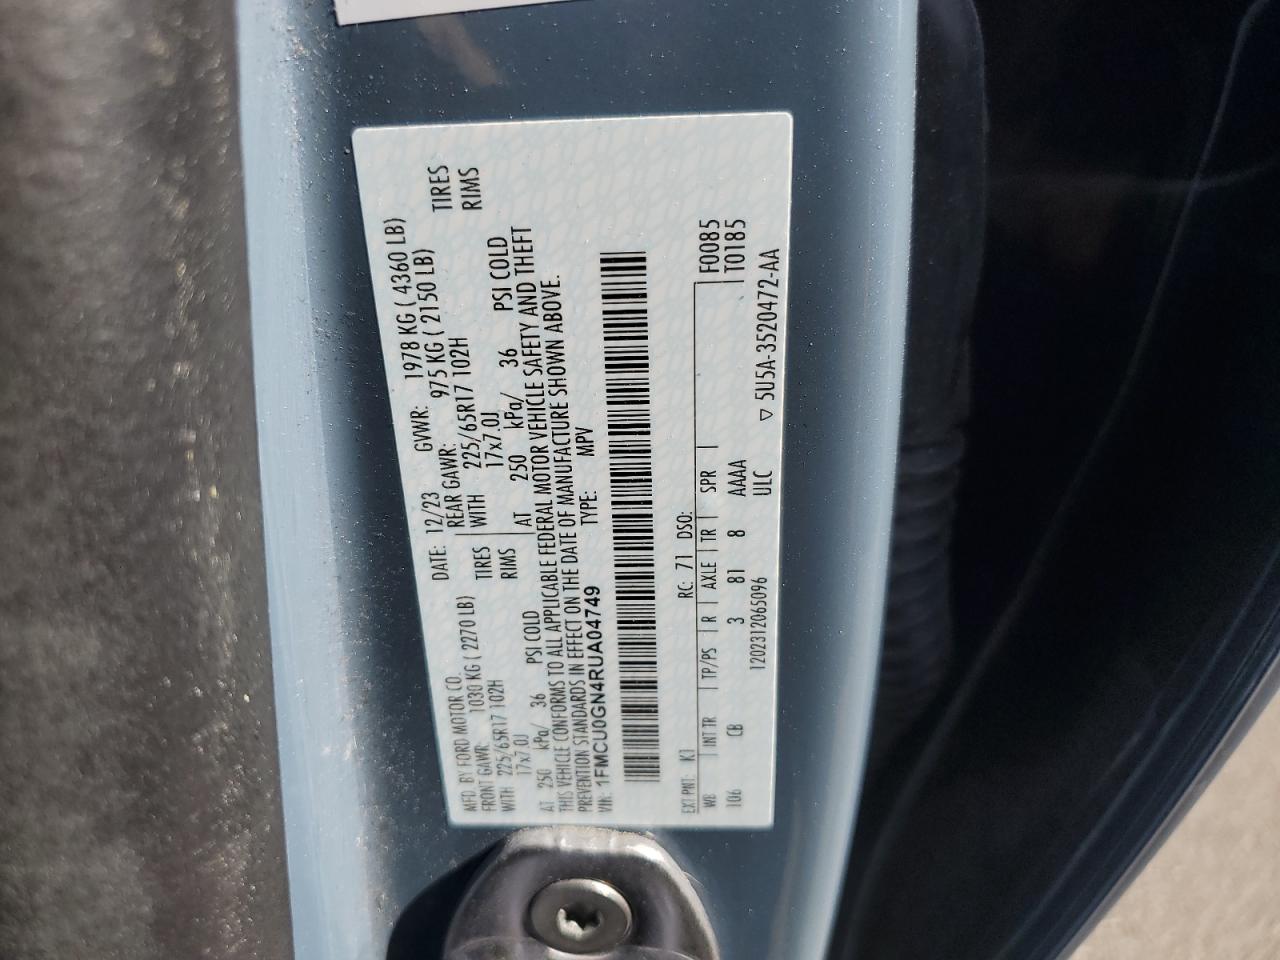 MFD. BY FORD MOTOR CO.
DATE: 12/23 GVWR: 1978 KG ( 4360 LB)
FRONT GAWR: 1030 KG ( 2270 LB) REAR GAWR: 975 KG ( 2150 LB)
WITH 225/65R17 102H TIRES WITH 225/65R17 102H TIRES
17x7.0J RIMS 17x7.0J RIMS
AT 250 kPa/ 36 PSI COLD AT 250 kPa/ 36 PSI COLD
THIS VEHICLE CONFORMS TO ALL APPLICABLE FEDERAL MOTOR VEHICLE SAFETY AND THEFT
PREVENTION STANDARDS IN EFFECT ON THE DATE OF MANUFACTURE SHOWN ABOVE.
VIN: 1FMCU0GN4RUA04749 TYPE: MPV
EXT PNT: K1 RC: 71 DSO: F0085
WB INT TR TP/PS R AXLE TR SPR T0185
106 CB 3 81 8 AAAA
1202312065096 ULC ▽ 5U5A-3520472-AA